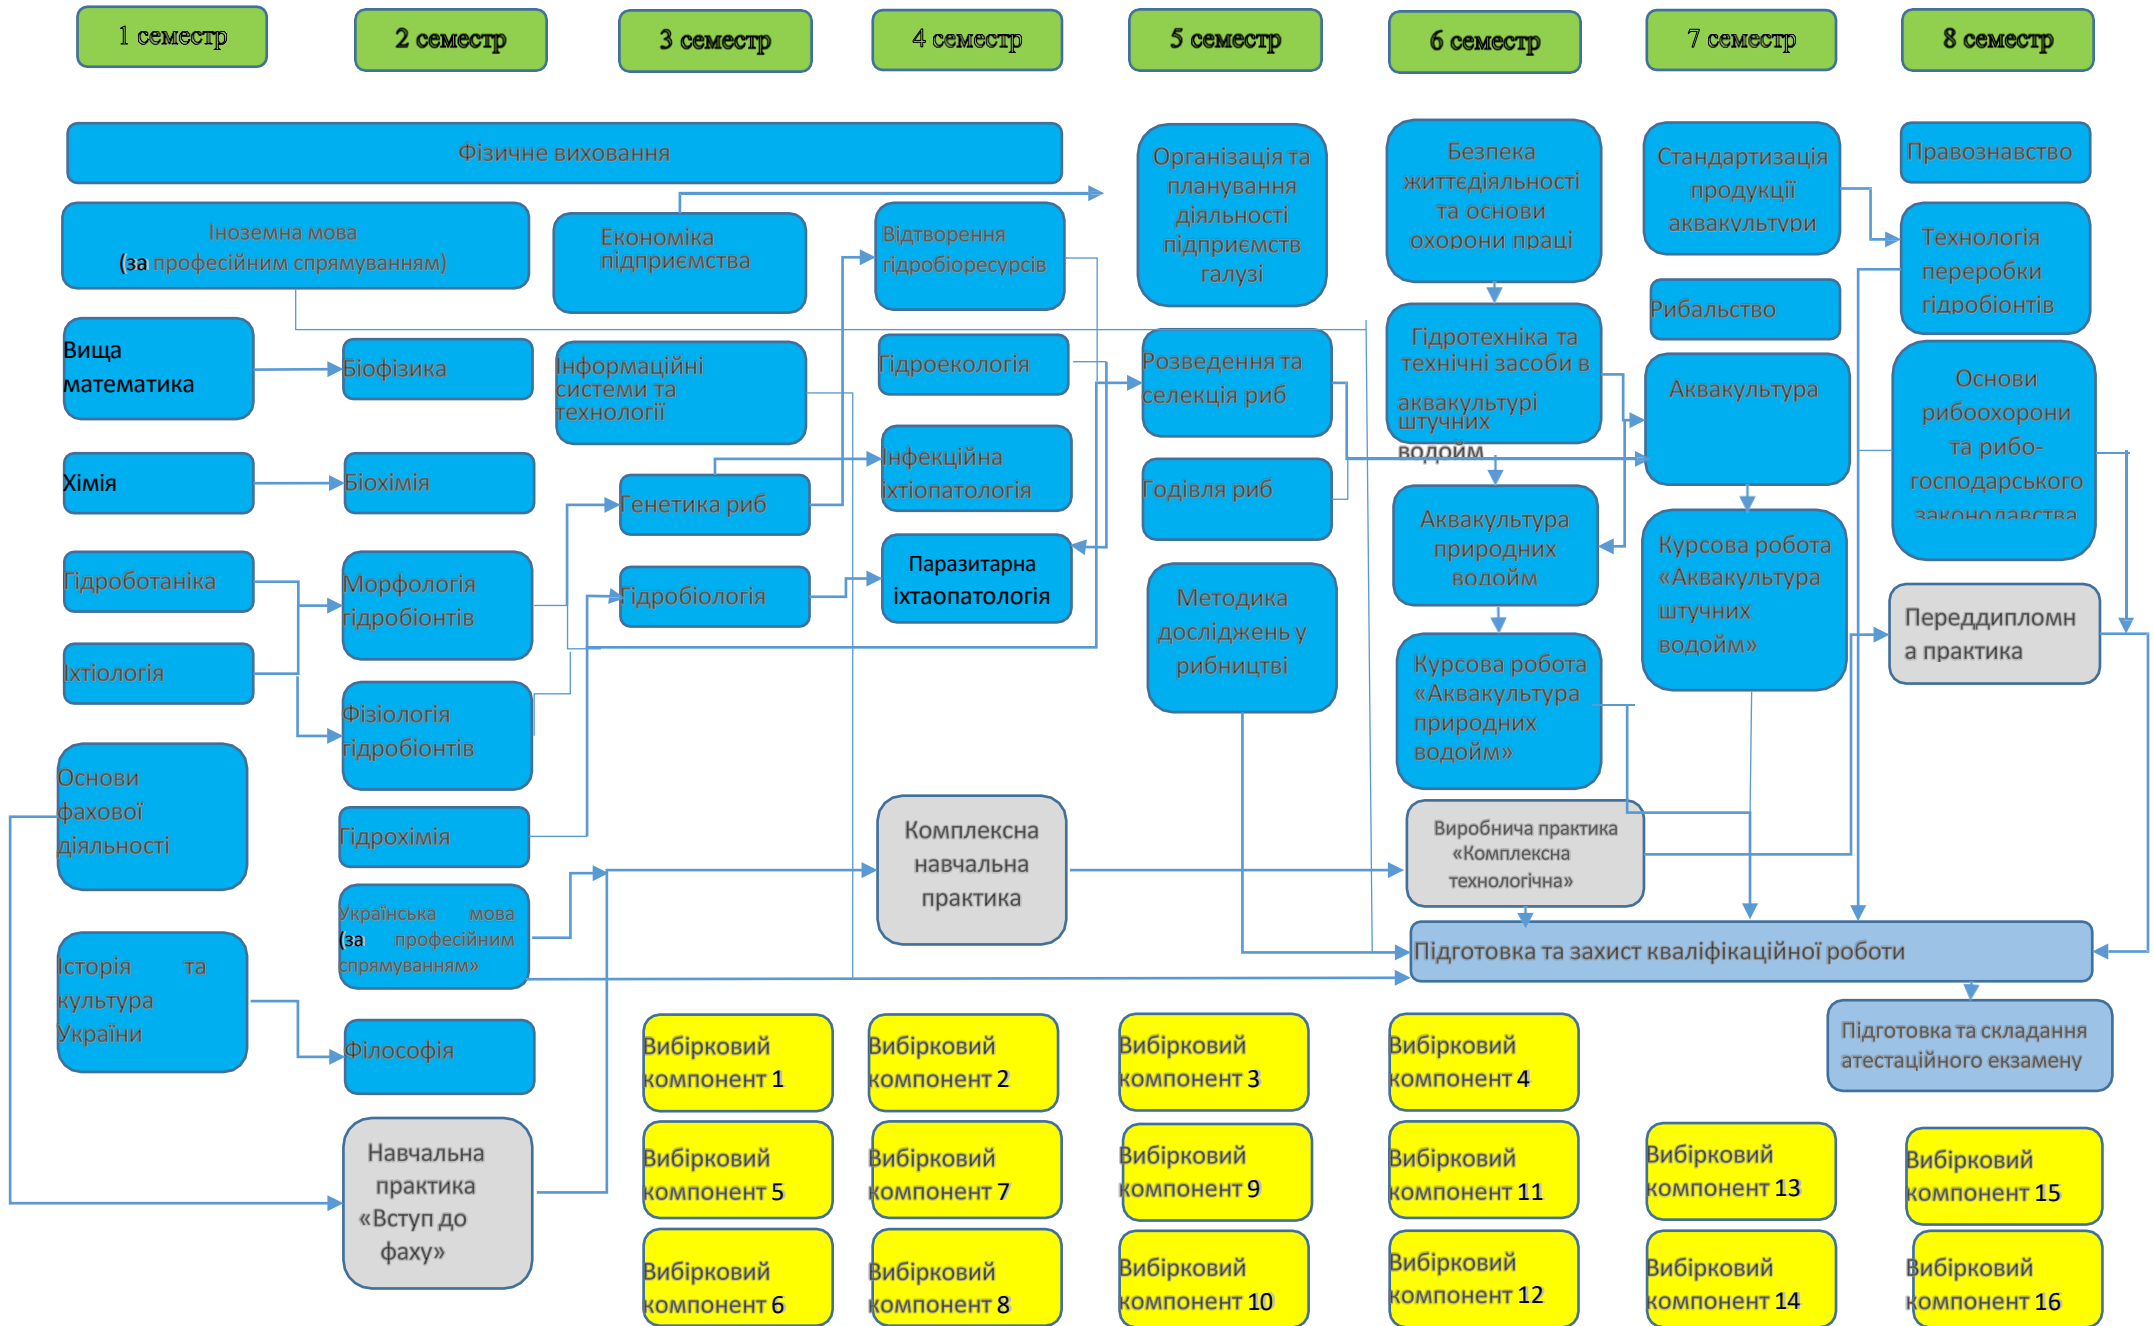 1 семестр
2 семестр
3 семестр
4 семестр
5 семестр
6 семестр
7 семестр
8 семестр
Фізичне виховання
Іноземна мова
(за професійним спрямуванням)
Вища
математика
Хімія
Гідроботаніка
Іхтіологія
Основи
фахової
діяльності
Історія та
культура
України
Біофізика
Біохімія
Морфологія
гідробіонтів
Фізіологія
гідробіонтів
Гідрохімія
Українська мова
(за професійним
спрямуванням»
Філософія
Навчальна
практика
«Вступ до
фаху»
Економіка
підприємства
Інформаційні
системи та
технології
Генетика риб
Гідробіологія
Відтворення
гідробіоресурсів
Гідроекологія
Інфекційна
іхтіопатологія
Паразитарна
іхтаопатологія
Комплексна
навчальна
практика
Організація та
планування
діяльності
підприємств
галузі
Розведення та
селекція риб
Годівля риб
Методика
досліджень у
рибництві
Безпека
життєдіяльності
та основи
охорони праці
Гідротехніка та
технічні засоби в
аквакультурі
штучних
водойм
Аквакультура
природних
водойм
Курсова робота
«Аквакультура
природних
водойм»
Виробнича практика
«Комплексна
технологічна»
Стандартизація
продукції
аквакультури
Рибальство
Аквакультура
Курсова робота
«Аквакультура
штучних
водойм»
Правознавство
Технологія
переробки
гідробіонтів
Основи
рибоохорони
та рибо-
господарського
законодавства
Переддипломн
а практика
Підготовка та захист кваліфікаційної роботи
Підготовка та складання
атестаційного екзамену
Вибірковий
компонент 1
Вибірковий
компонент 2
Вибірковий
компонент 3
Вибірковий
компонент 4
Вибірковий
компонент 5
Вибірковий
компонент 7
Вибірковий
компонент 9
Вибірковий
компонент 11
Вибірковий
компонент 13
Вибірковий
компонент 15
Вибірковий
компонент 6
Вибірковий
компонент 8
Вибірковий
компонент 10
Вибірковий
компонент 12
Вибірковий
компонент 14
Вибірковий
компонент 16